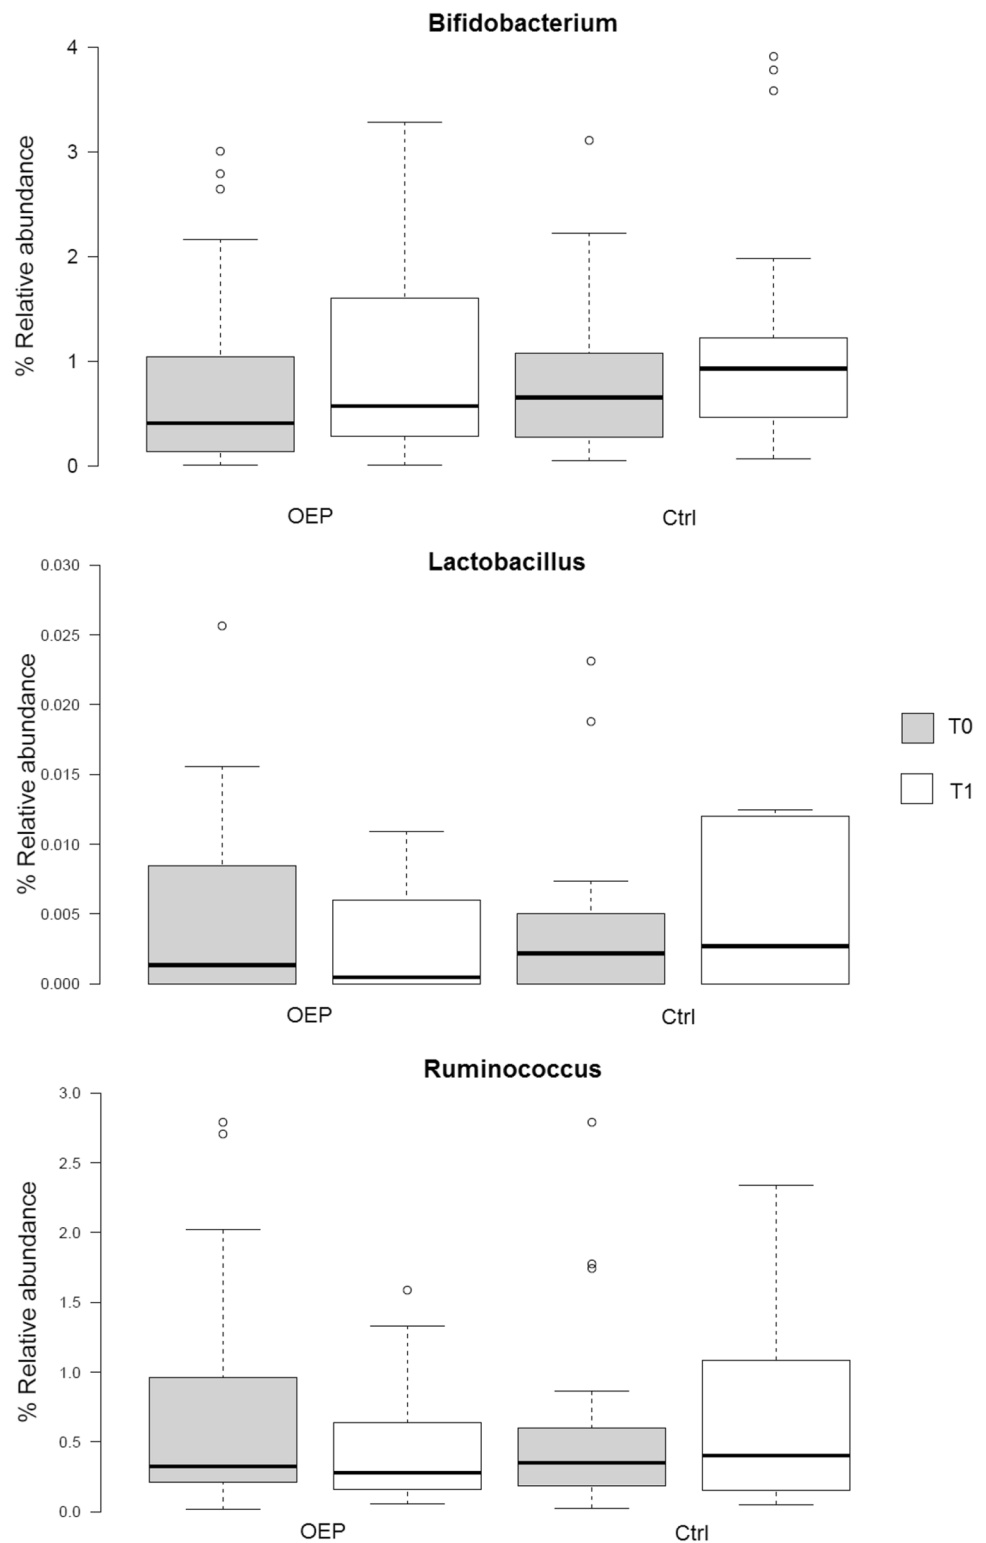 Bifidobacterium
% Relative abundance
4
3
2
1
0
OEP
Ctrl
Lactobacillus
% Relative abundance
0.030
0.025
0.020
0.015
0.010
0.005
0.000
OEP
Ctrl
T0
T1
Ruminococcus
% Relative abundance
3.0
2.5
2.0
1.5
1.0
0.5
0.0
OEP
Ctrl